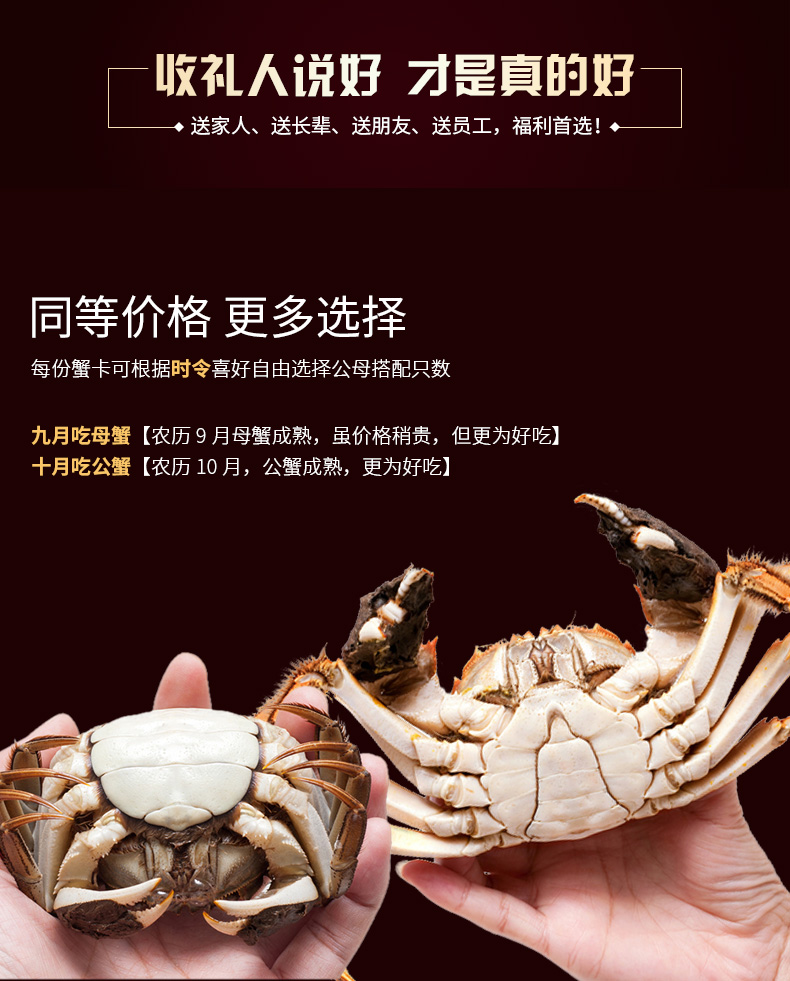 收礼人说好 才是真的好
送家人、送长辈、送朋友、送员工，福利首选！
同等价格 更多选择
每份蟹卡可根据时令喜好自由选择公母搭配只数
九月吃母蟹【农历 9 月母蟹成熟，虽价格稍贵，但更为好吃】
十月吃公蟹【农历 10 月，公蟹成熟，更为好吃】